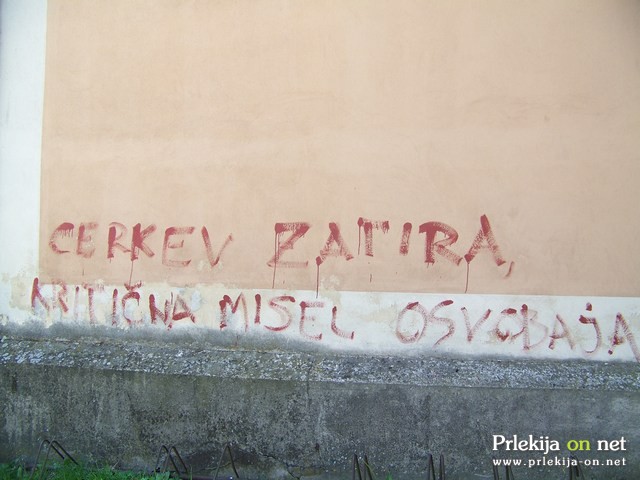 CERKEV ZATIRA,
KRITIČNA MISEL OSVOBAJA
Prlekija on net
www.prlekija-on.net